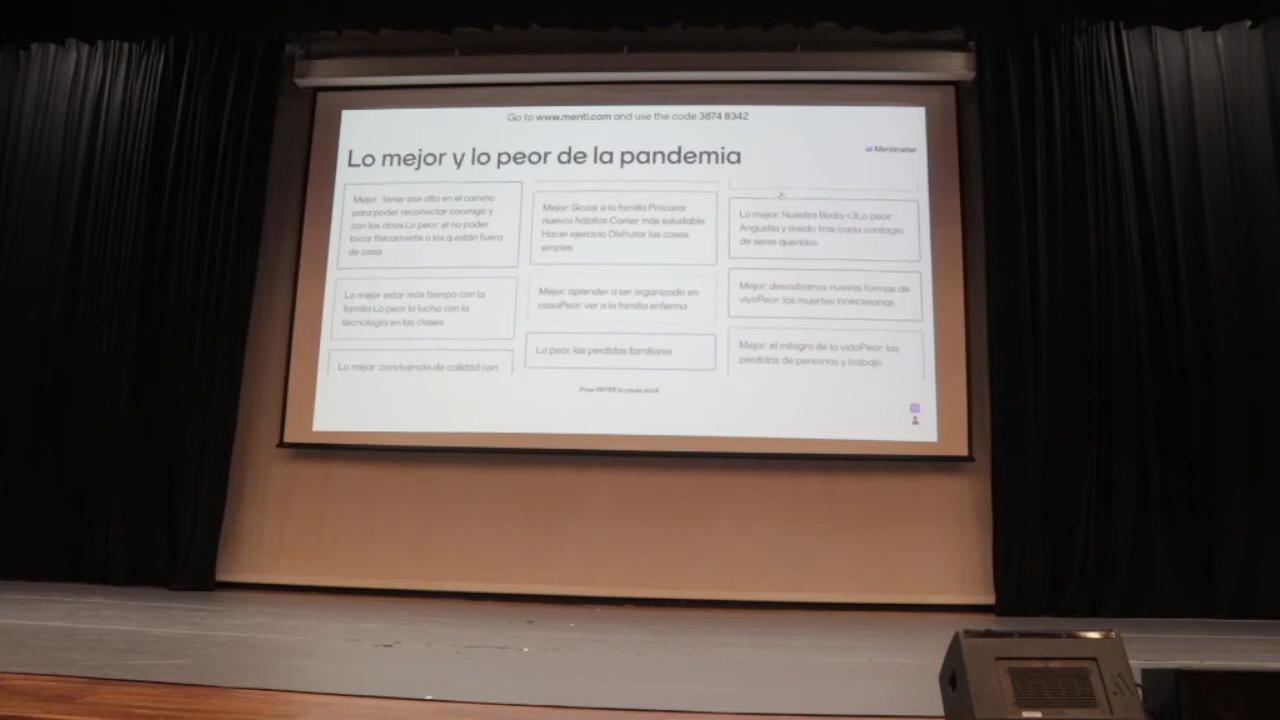 Go to www.menti.com and use the code 3874 8342
Lo mejor y lo peor de la pandemia
Mentimeter
Mejor : tener ese alto en el camino
para poder reconectar conmigo y
con los otros.Lo peor: el no poder
tocar físicamente a los q están fuera
de casa
Lo mejor estar más tiempo con la
familia Lo peor la lucha con la
tecnología en las clases
Lo mejor: convivencia de calidad con
Mejor: Gozar a la familia Procurar
nuevos hábitos Comer más saludable
Hacer ejercicio Disfrutar las cosas
simples
Mejor: aprender a ser organizado en
casaPeor: ver a la familia enferma
Lo peor, las perdidas familiares
Lo mejor: Nuestra Boda <3Lo peor:
Angustia y miedo tras cada contagio
de seres queridos
Mejor: descubrimos nuevas formas de
vivirPeor: las muertes innecesarias
Mejor: el milagro de la vidaPeor: las
perdidas de personas y trabajo
Press ENTER to pause scroll